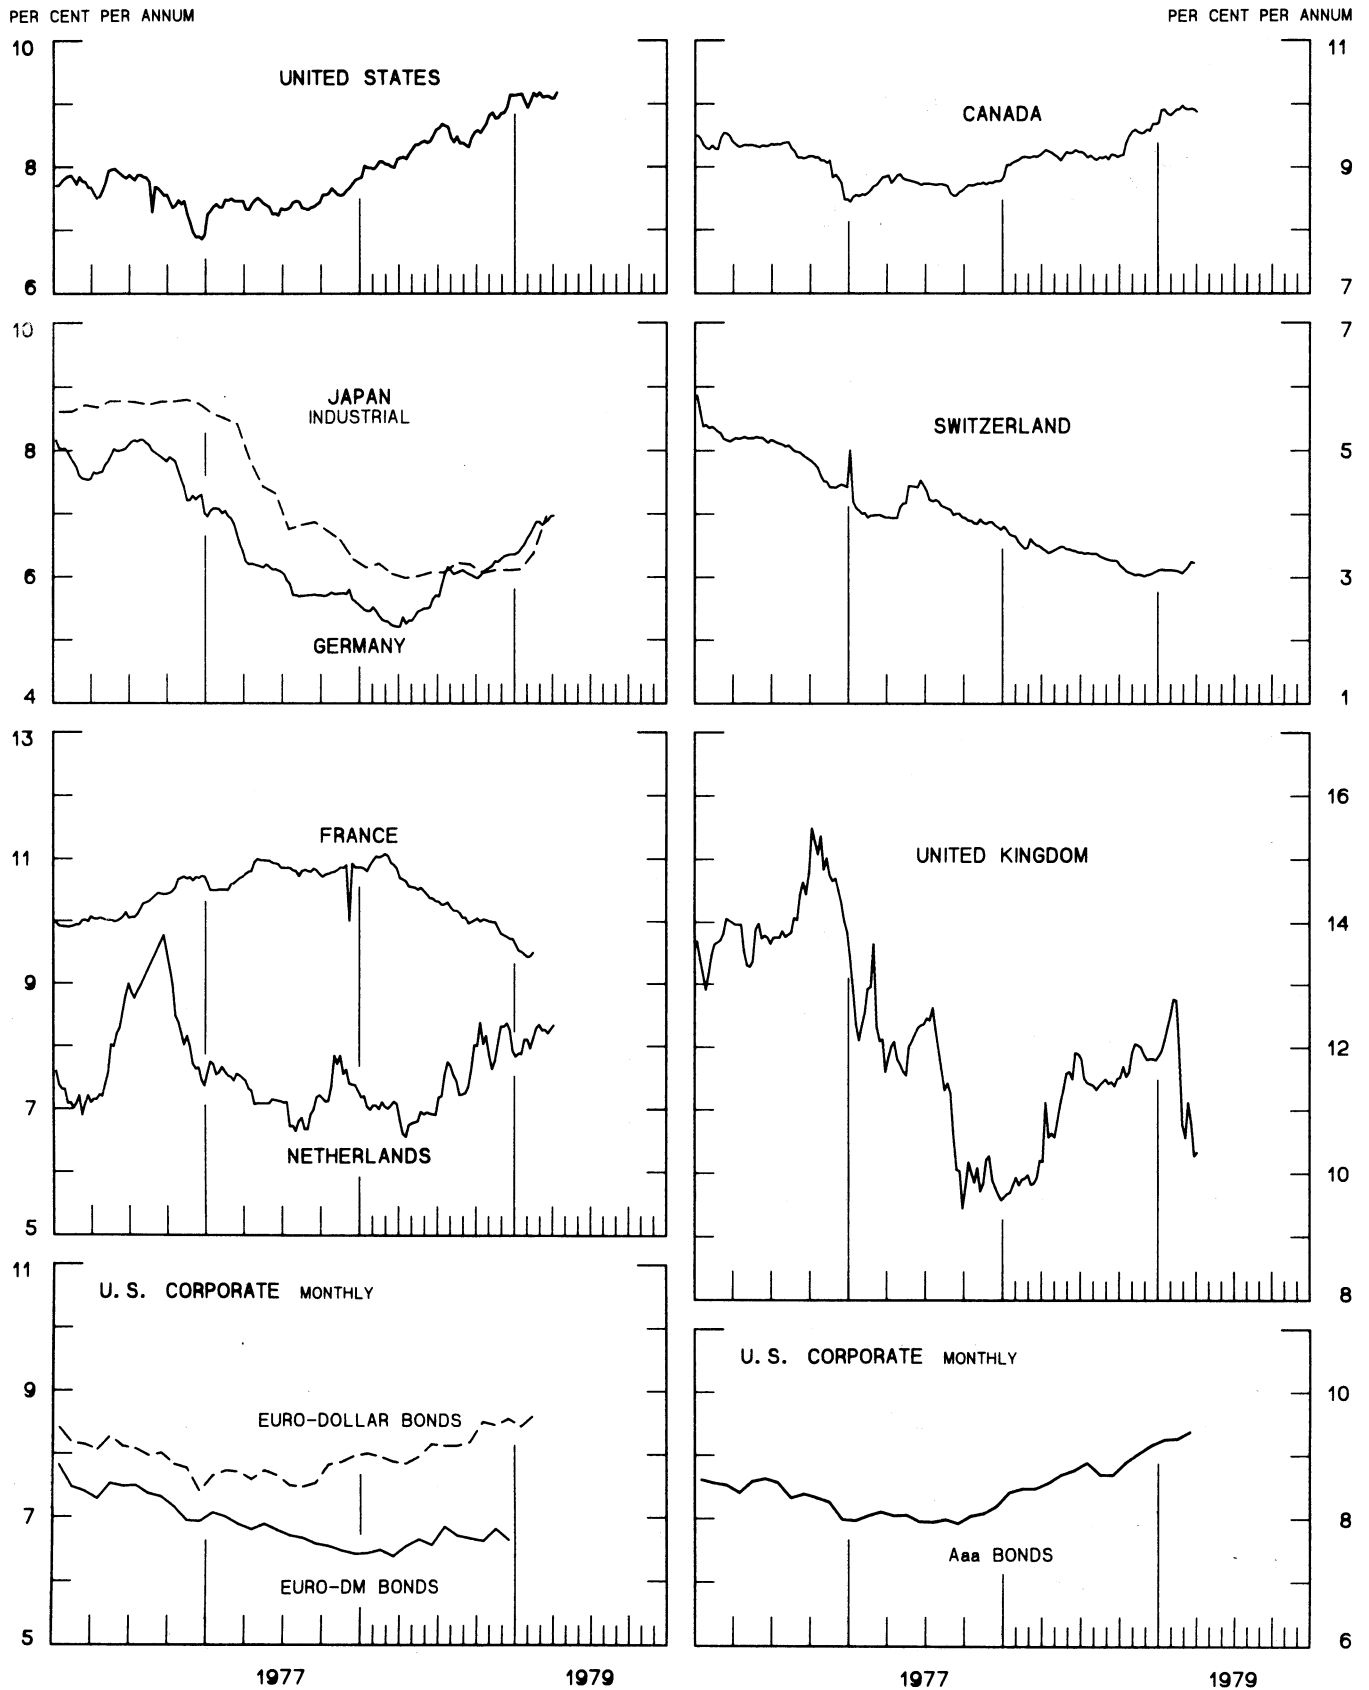 PER CENT PER ANNUM
PER CENT PER ANNUM
10
UNITED STATES
8
6
11
CANADA
9
7
10
JAPAN
INDUSTRIAL
8
6
GERMANY
4
7
SWITZERLAND
5
3
1
13
FRANCE
11
9
7
NETHERLANDS
5
16
UNITED KINGDOM
14
12
10
8
11
U.S. CORPORATE MONTHLY
9
EURO-DOLLAR BONDS
7
EURO-DM BONDS
5
U.S. CORPORATE MONTHLY
10
8
Aaa BONDS
6
1977
1979
1977
1979